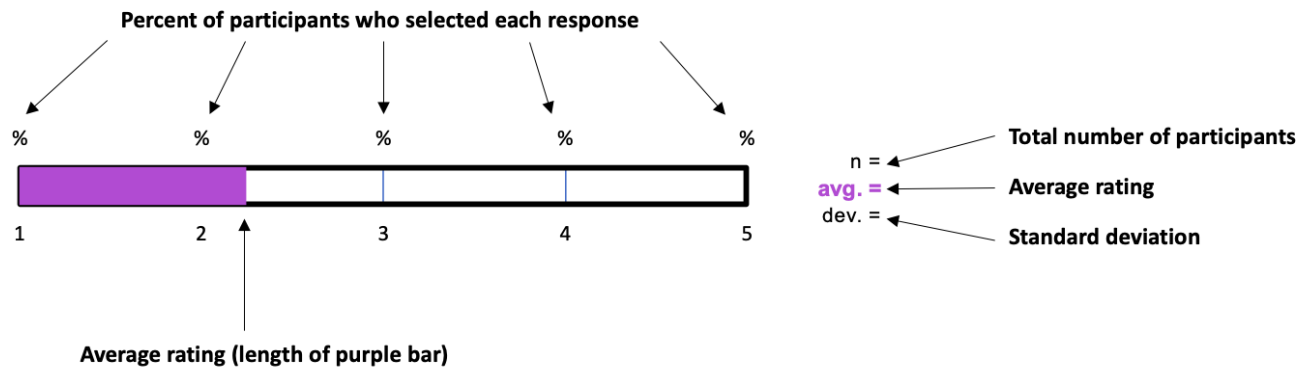 Percent of participants who selected each response
% % % % %
Total number of participants
n =
avg. =
Average rating
dev. =
Standard deviation
1 2 3 4 5
Average rating (length of purple bar)